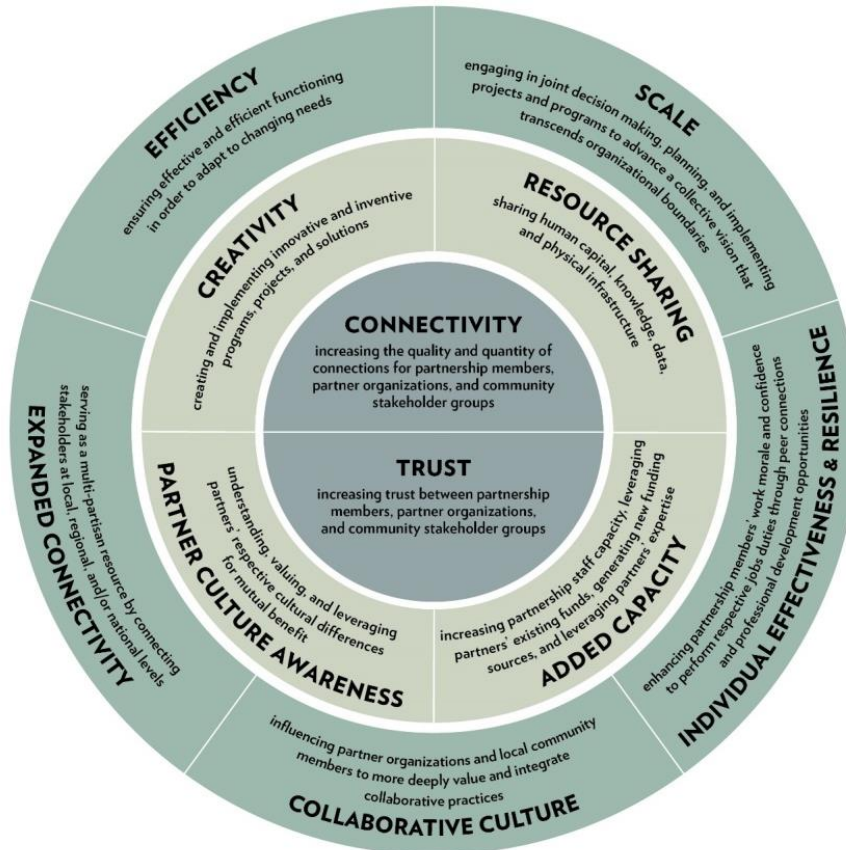 EFFICIENCY
ensuring effective and efficient functioning
in order to adapt to changing needs
SCALE
engaging in joint decision making, planning, and implementing
projects and programs to advance a collective vision that
transcends organizational boundaries
CREATIVITY
creating and implementing innovative and inventive
programs, projects, and solutions
RESOURCE SHARING
sharing human capital, knowledge, data,
and physical infrastructure
CONNECTIVITY
increasing the quality and quantity of
connections for partnership members,
partner organizations, and community
stakeholder groups
TRUST
increasing trust between partnership
members, partner organizations,
and community stakeholder groups
EXPANDED CONNECTIVITY
serving as a multi-partisan resource by connecting
stakeholders at local, regional, and/or national levels
PARTNER CULTURE AWARENESS
understanding, valuing, and leveraging
partners' respective cultural differences
for mutual benefit
increasing partnership staff capacity, leveraging
partners' existing funds, generating new funding
sources, and leveraging partners' expertise
ADDED CAPACITY
enhancing partnership members' work morale and confidence
to perform respective jobs duties through peer connections
and professional development opportunities
INDIVIDUAL EFFECTIVENESS & RESILIENCE
influencing partner organizations and local community
members to more deeply value and integrate
collaborative practices
COLLABORATIVE CULTURE